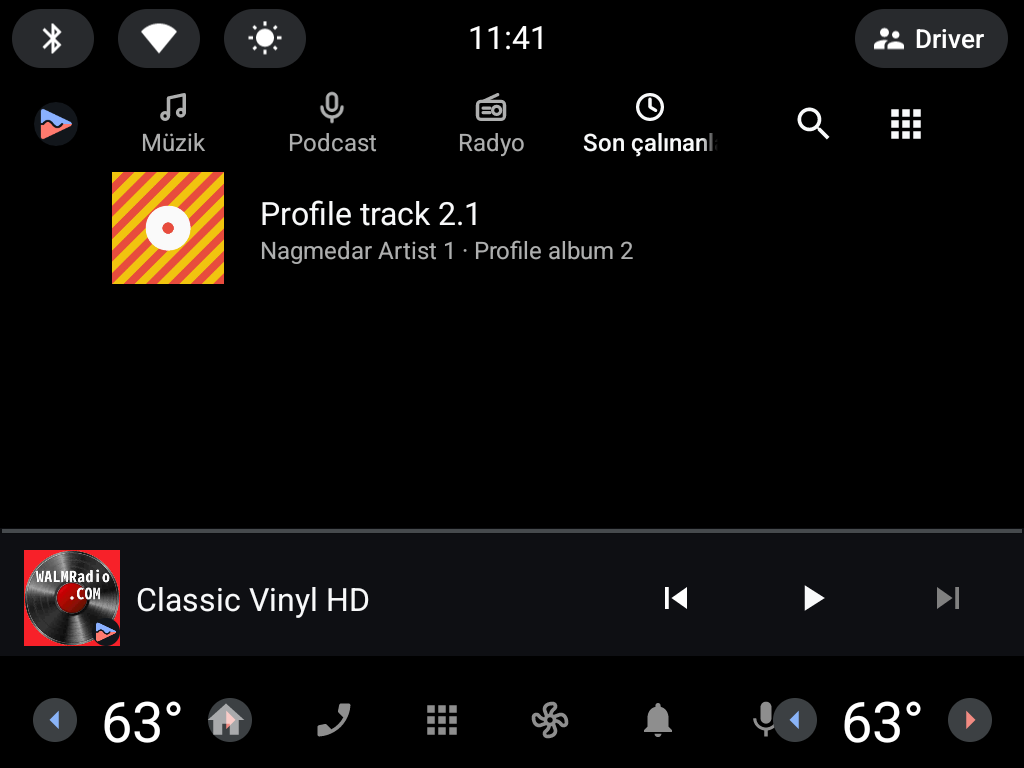 11:41
Driver
Müzik
Podcast
Radyo
Son çalınanl
Profile track 2.1
Nagmedar Artist 1 · Profile album 2
WALMRadio
.COM
Classic Vinyl HD
63°
63°